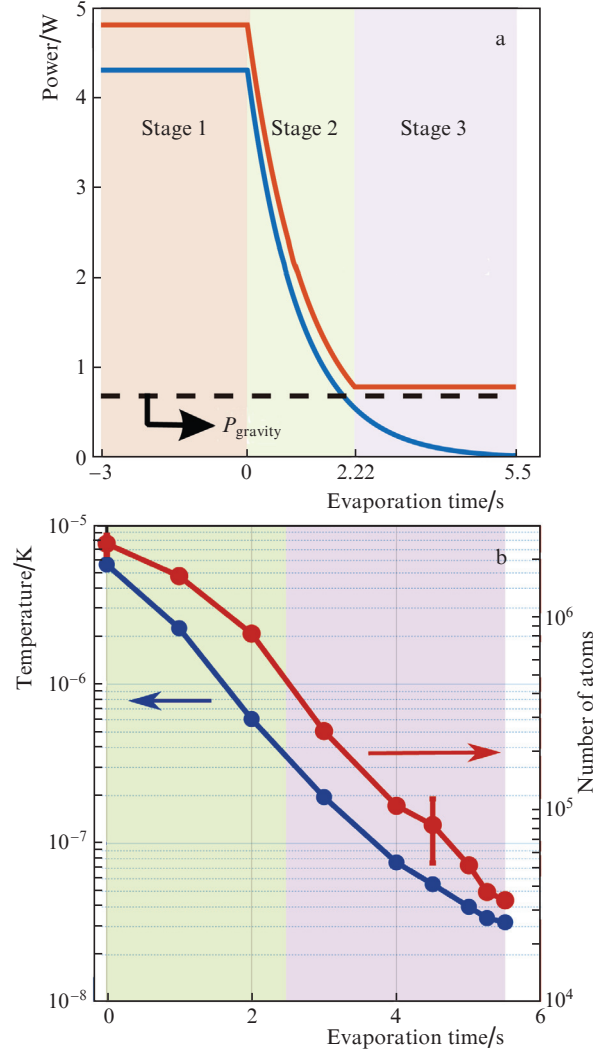 a
Power/W
5
4
3
2
1
0
Stage 1
Stage 2
Stage 3
P_gravity
−3
0
2.22
5.5
Evaporation time/s
b
Temperature/K
10^−5
10^−6
10^−7
10^−8
10^6
10^5
10^4
Number of atoms
0
2
4
6
Evaporation time/s